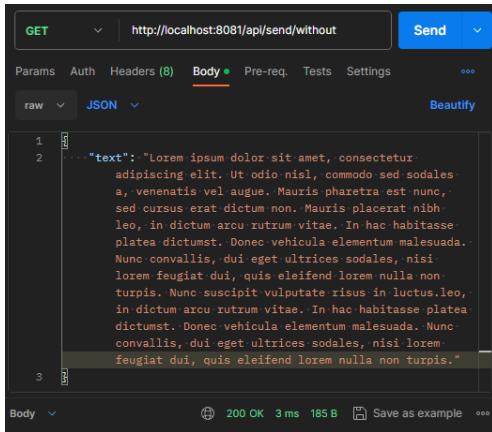 GET http://localhost:8081/api/send/without Send
Params Auth Headers (8) Body Pre-req. Tests Settings
raw JSON Beautify
1 {
2 "text": "Lorem ipsum dolor sit amet, consectetur
adipiscing elit. Ut odio nisl, commodo sed sodales
a, venenatis vel augue. Mauris pharetra est nunc,
sed cursus erat dictum non. Mauris placerat nibh
leo, in dictum arcu rutrum vitae. In hac habitasse
platea dictumst. Donec vehicula elementum malesuada.
Nunc convallis, dui eget ultrices sodales, nisi
lorem feugiat dui, quis eleifend lorem nulla non
turpis. Nunc suscipit vulputate risus in luctus.leo,
in dictum arcu rutrum vitae. In hac habitasse platea
dictumst. Donec vehicula elementum malesuada. Nunc
convallis, dui eget ultrices sodales, nisi lorem
feugiat dui, quis eleifend lorem nulla non turpis."
3 }
Body 200 OK 3 ms 185 B Save as example